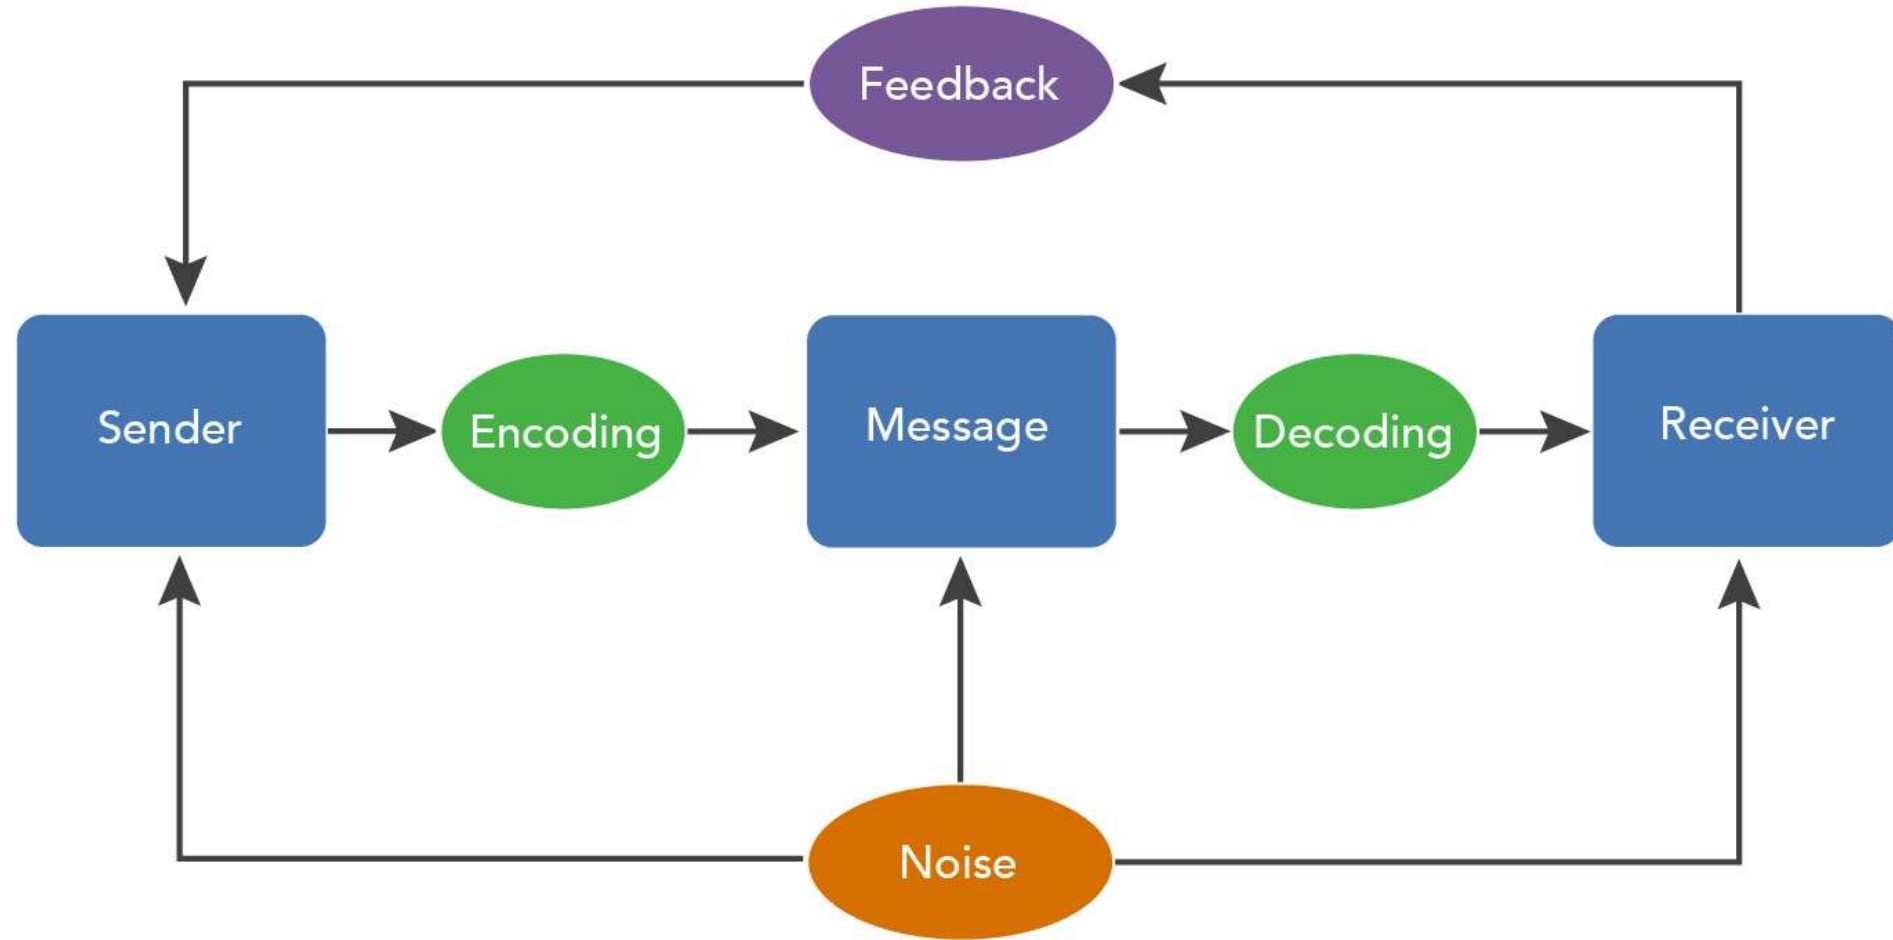 Feedback
Sender
Encoding
Message
Decoding
Receiver
Noise